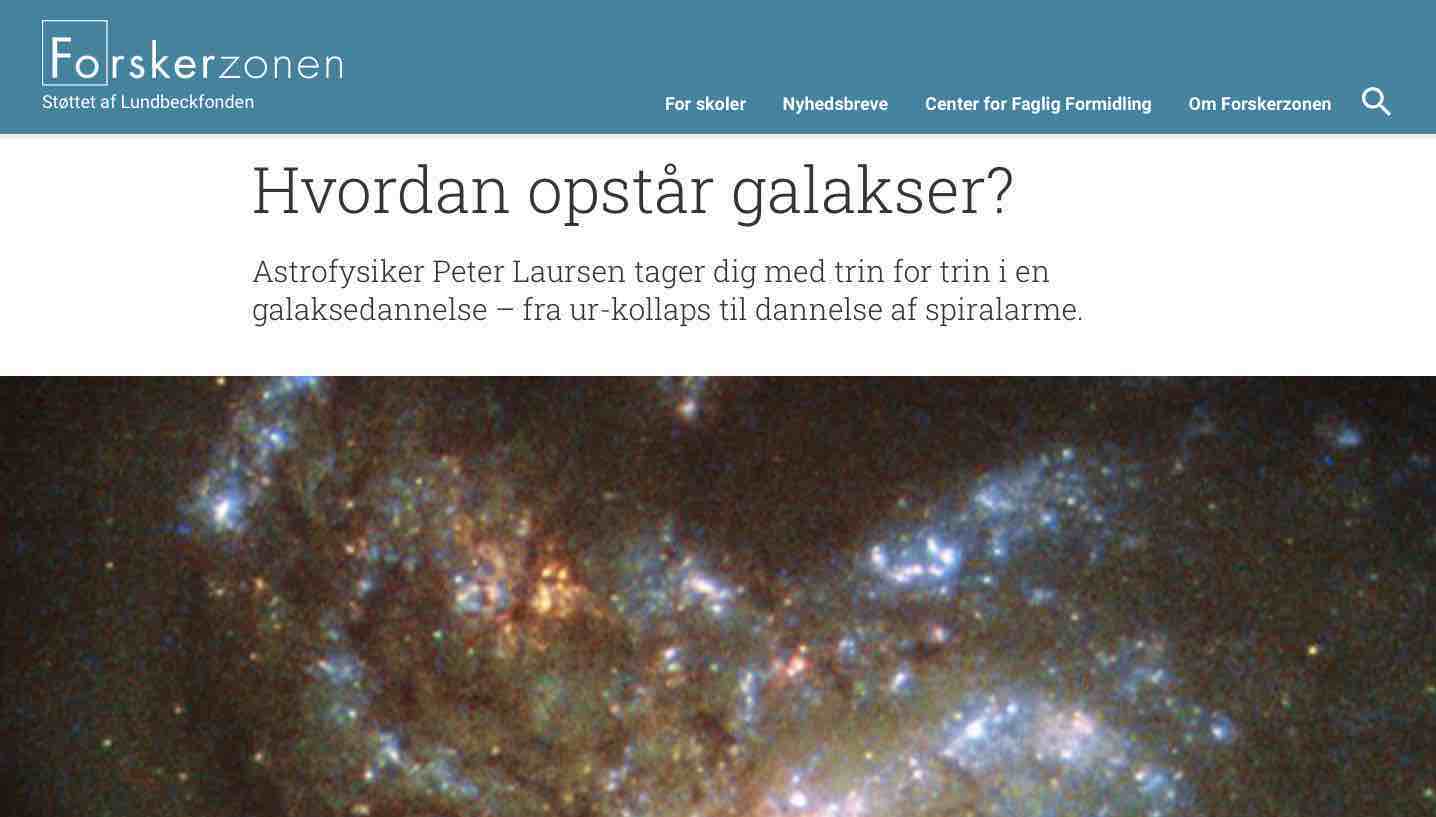 Forskerzonen
Støttet af Lundbeckfonden
For skoler Nyhedsbreve Center for Faglig Formidling Om Forskerzonen
Hvordan opstår galakser?
Astrofysiker Peter Laursen tager dig med trin for trin i en
galaksedannelse – fra ur-kollaps til dannelse af spiralarme.